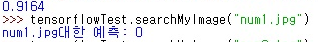 0.9164
>>> tensorflowTest.searchMyImage("num1.jpg")
num1.jpg대한 예측: 0